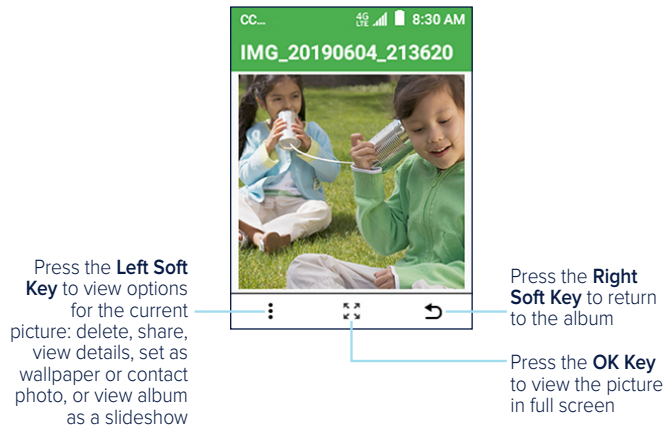 CC... 4G LTE 8:30 AM
IMG_20190604_213620
Press the Left Soft
Key to view options
for the current
picture: delete, share,
view details, set as
wallpaper or contact
photo, or view album
as a slideshow
Press the Right
Soft Key to return
to the album
Press the OK Key
to view the picture
in full screen